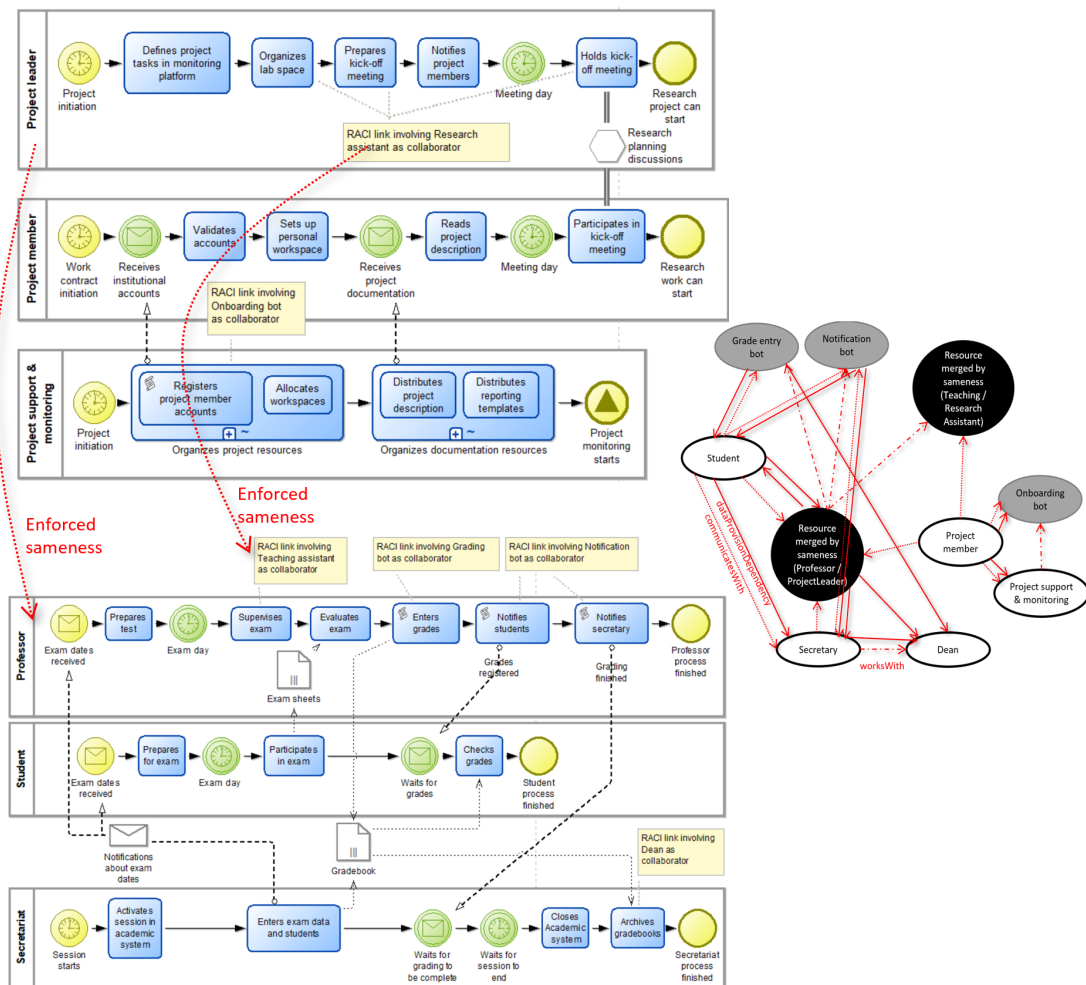 Project leader
Defines project
tasks in monitoring
platform
Organizes
lab space
Prepares
kick-off
meeting
Notifies
project
members
Holds kick-
off meeting
Project
initiation
Meeting day
Research
project can
start
RACI link involving Research
assistant as collaborator
Research
planning
discussions
Project member
Validates
accounts
Sets up
personal
workspace
Reads
project
description
Participates in
kick-off
meeting
Work
contract
initiation
Receives
institutional
accounts
Receives
project
documentation
Meeting day
Research
work can
start
RACI link involving
Onboarding bot
as collaborator
Project support &
monitoring
Registers
project member
accounts
Allocates
workspaces
Distributes
project
description
Distributes
reporting
templates
Project
initiation
Organizes project resources
Organizes documentation resources
Project
monitoring
starts
Enforced
sameness
Enforced
sameness
RACI link involving
Teaching assistant
as collaborator
RACI link involving Grading
bot as collaborator
RACI link involving Notification
bot as collaborator
Professor
Prepares
test
Supervises
exam
Evaluates
exam
Enters
grades
Notifies
students
Notifies
secretary
Exam dates
received
Exam day
Exam sheets
Grades
registered
Grading
finished
Professor
process
finished
Student
Prepares
for exam
Participates
in exam
Checks
grades
Exam dates
received
Exam day
Waits for
grades
Student
process
finished
Notifications
about exam
dates
Gradebook
RACI link involving
Dean as
collaborator
Secretariat
Activates
session in
academic
system
Enters exam data
and students
Closes
Academic
system
Archives
gradebooks
Session
starts
Waits for
grading to
be complete
Waits for
session to
end
Secretariat
process
finished
Grade entry
bot
Notification
bot
Resource
merged by
sameness
(Teaching /
Research
Assistant)
Student
Onboarding
bot
Resource
merged by
sameness
(Professor /
ProjectLeader)
Project
member
Project support
& monitoring
dataProvisionDependency
communicatesWith
Secretary
worksWith
Dean